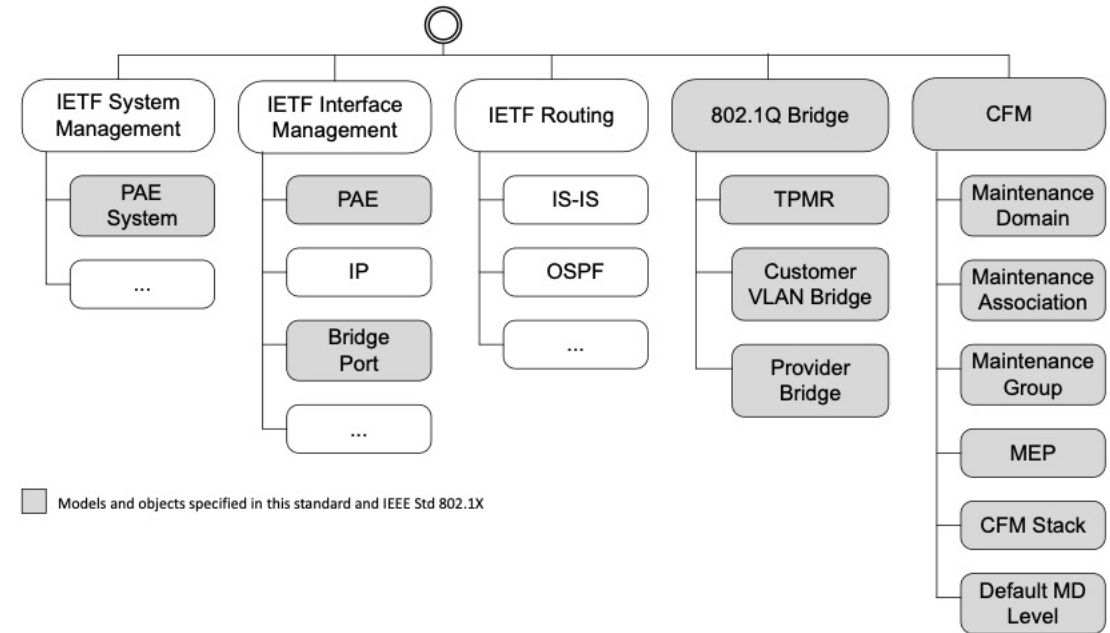 IETF System
Management
IETF Interface
Management
IETF Routing
802.1Q Bridge
CFM
PAE
System
...
PAE
IP
Bridge
Port
...
IS-IS
OSPF
...
TPMR
Customer
VLAN Bridge
Provider
Bridge
Maintenance
Domain
Maintenance
Association
Maintenance
Group
MEP
CFM Stack
Default MD
Level
Models and objects specified in this standard and IEEE Std 802.1X